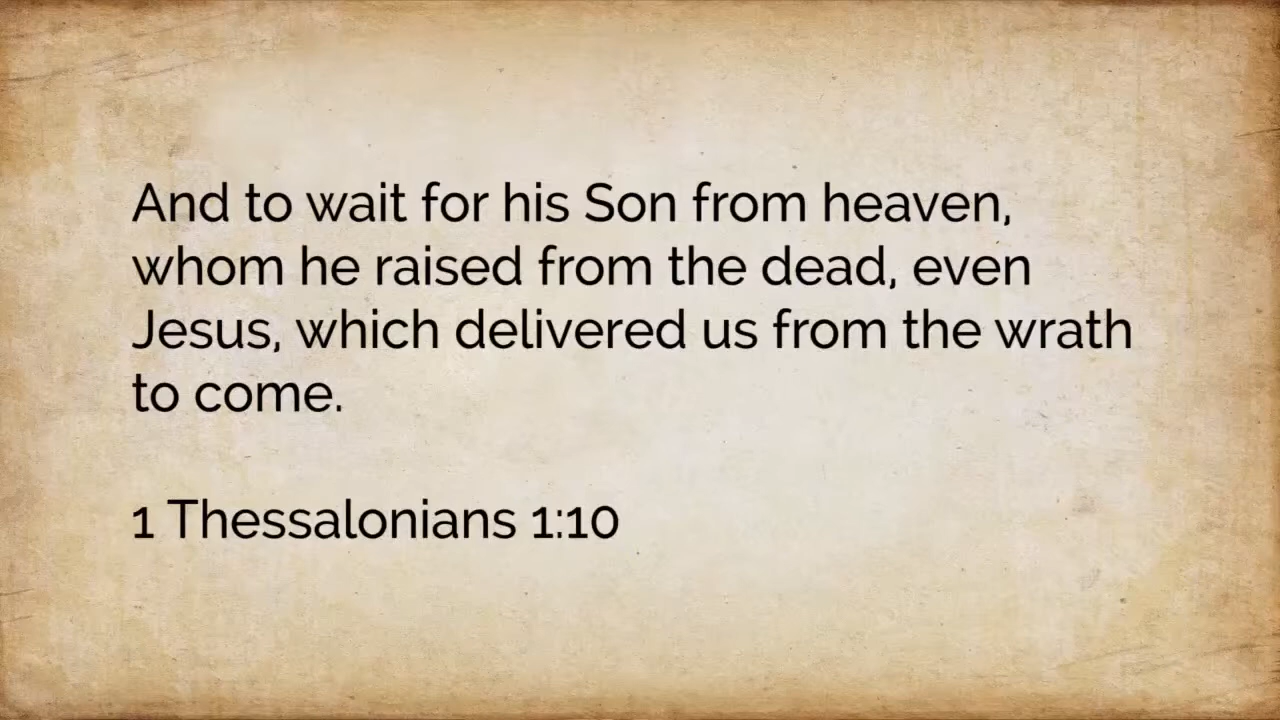 And to wait for his Son from heaven,
whom he raised from the dead, even
Jesus, which delivered us from the wrath
to come.
1 Thessalonians 1:10